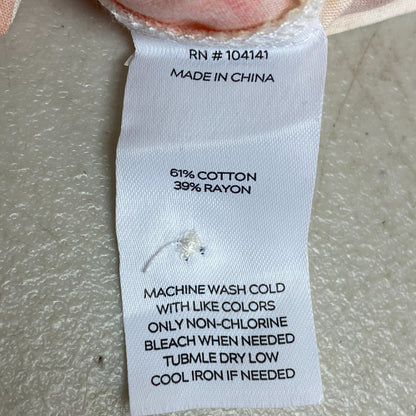 RN # 104141
MADE IN CHINA
61% COTTON
39% RAYON
MACHINE WASH COLD
WITH LIKE COLORS
ONLY NON-CHLORINE
BLEACH WHEN NEEDED
TUBMLE DRY LOW
COOL IRON IF NEEDED